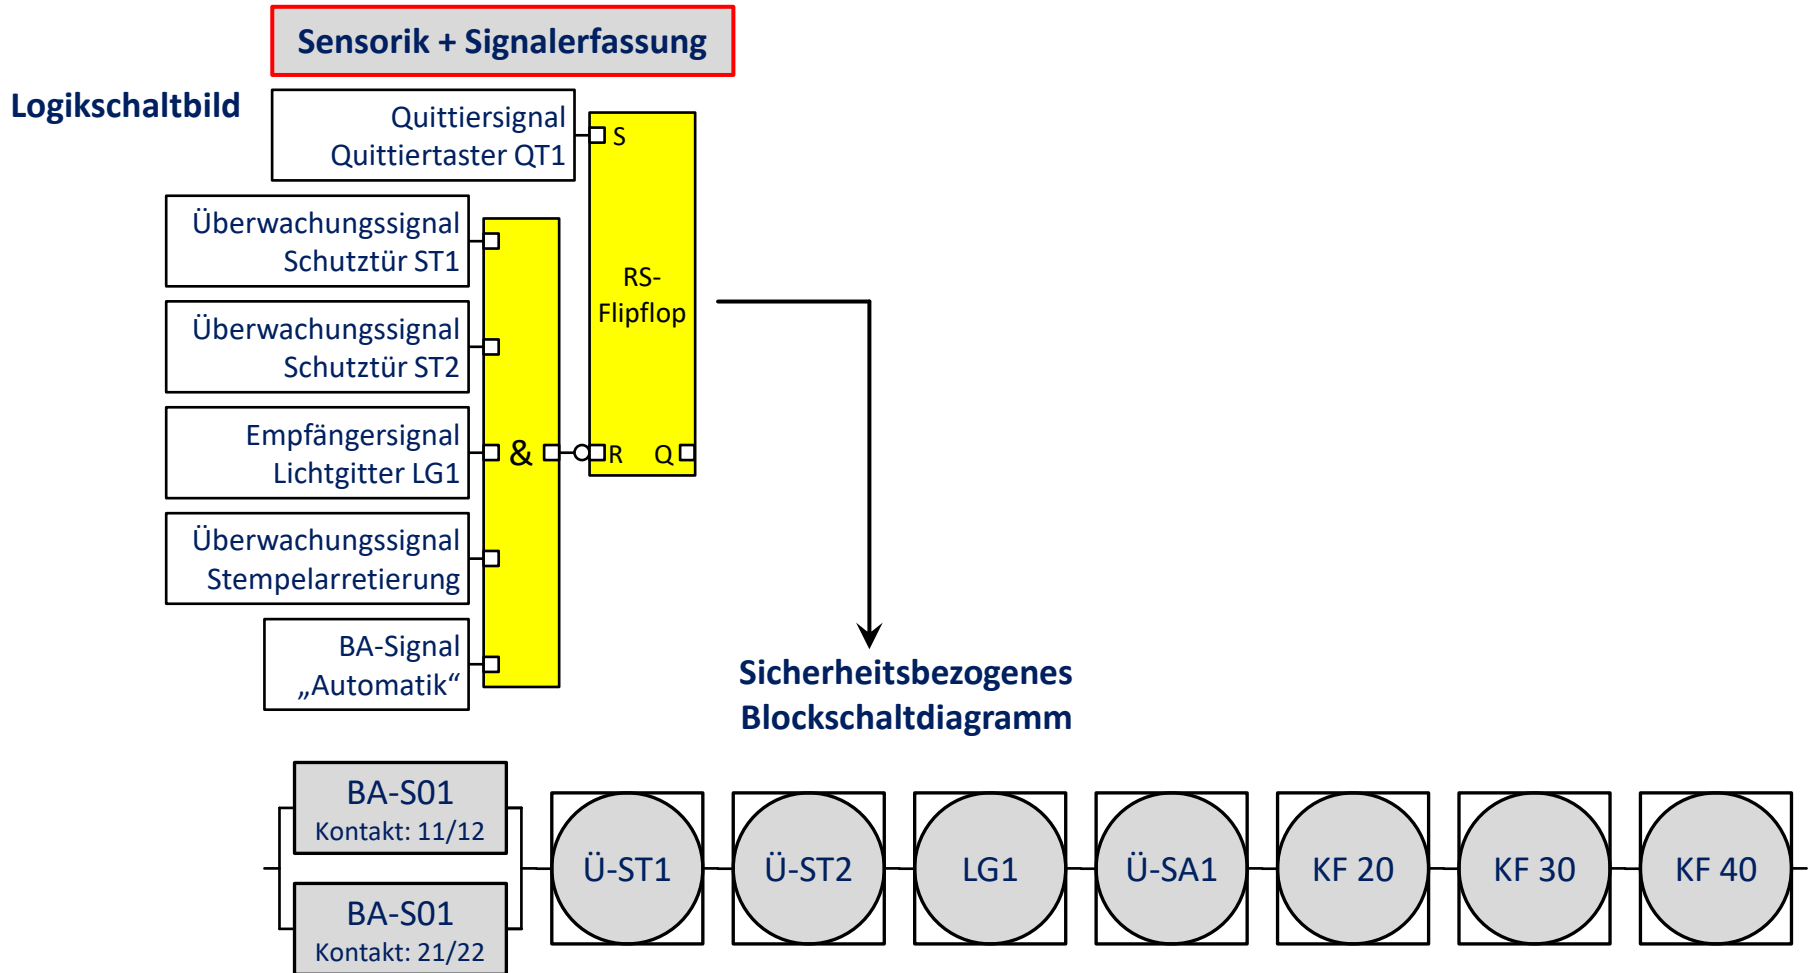 Sensorik + Signalerfassung
Logikschaltbild
Quittiersignal
Quittiertaster QT1
S
Überwachungssignal
Schutztür ST1
RS-
Flipflop
Überwachungssignal
Schutztür ST2
Empfängersignal
Lichtgitter LG1
&
R
Q
Überwachungssignal
Stempelarretierung
BA-Signal
„Automatik“
Sicherheitsbezogenes
Blockschaltdiagramm
BA-S01
Kontakt: 11/12
BA-S01
Kontakt: 21/22
Ü-ST1
Ü-ST2
LG1
Ü-SA1
KF 20
KF 30
KF 40